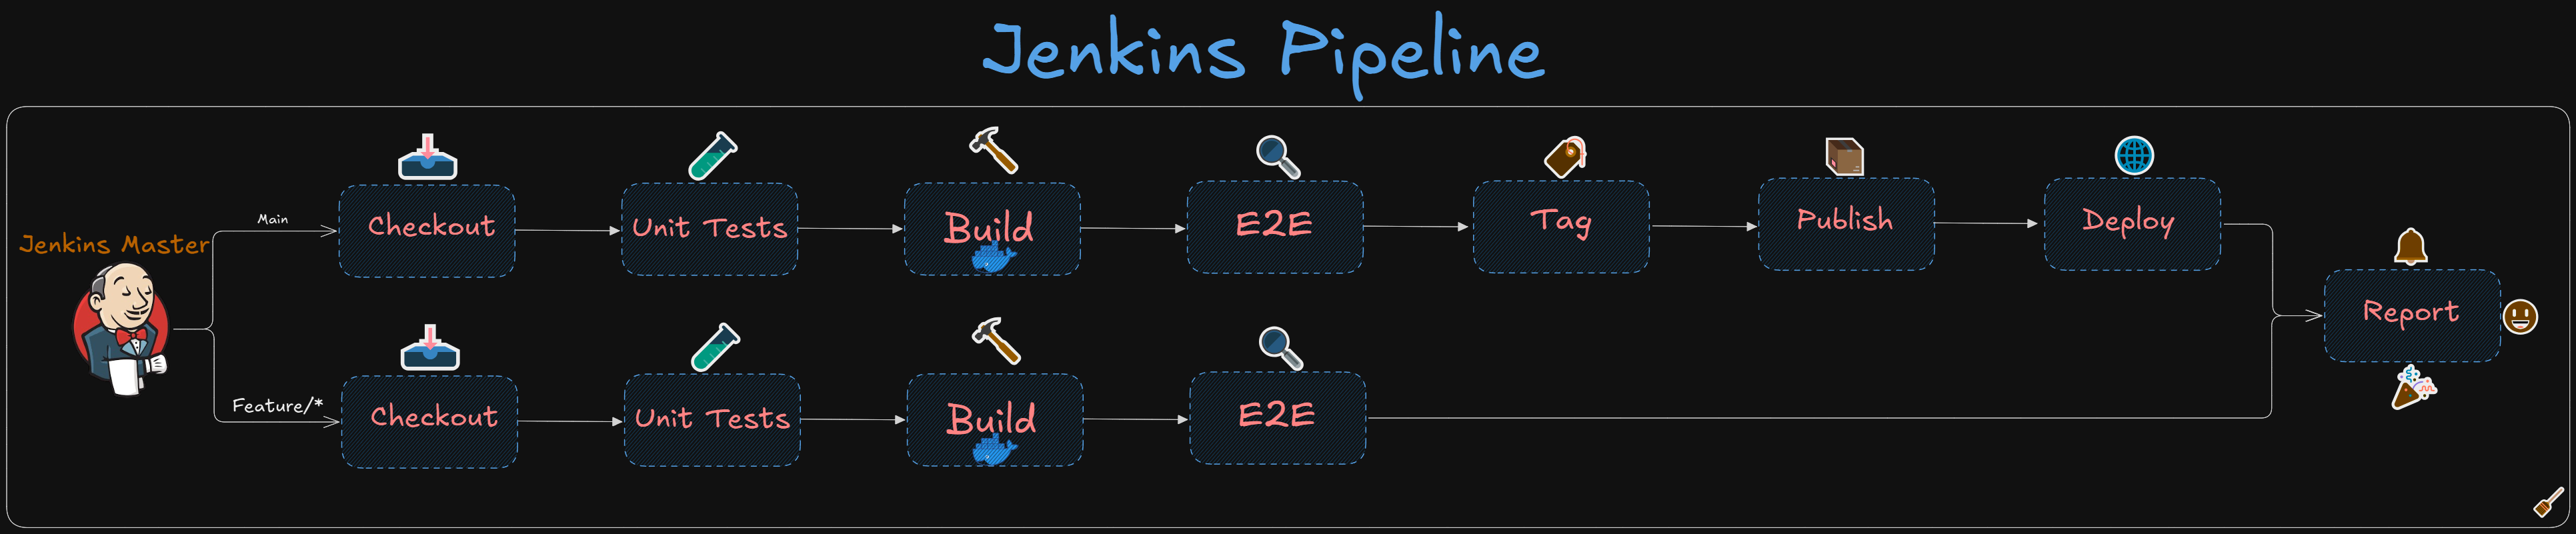 Jenkins Pipeline
Jenkins Master
Main
Checkout
Unit Tests
Build
E2E
Tag
Publish
Deploy
Feature/*
Checkout
Unit Tests
Build
E2E
Report